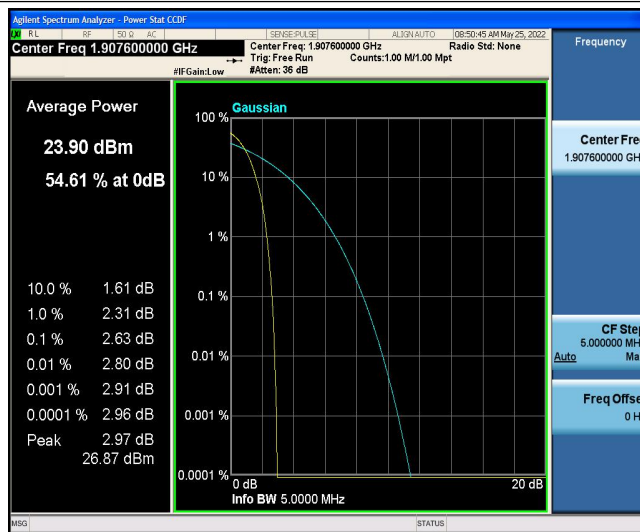 Agilent Spectrum Analyzer - Power Stat CCDF
LXI RL RF 50 Ω AC SENSE:PULSE ALIGN AUTO 08:50:45 AM May 25, 2022
Center Freq 1.907600000 GHz
Center Freq: 1.907600000 GHz Radio Std: None
Trig: Free Run Counts:1.00 M/1.00 Mpt
#IFGain:Low #Atten: 36 dB
Frequency
Average Power
23.90 dBm
54.61 % at 0dB
10.0 % 1.61 dB
1.0 % 2.31 dB
0.1 % 2.63 dB
0.01 % 2.80 dB
0.001 % 2.91 dB
0.0001 % 2.96 dB
Peak 2.97 dB
26.87 dBm
Gaussian
100 %
10 %
1 %
0.1 %
0.01 %
0.001 %
0.0001 %
0 dB 20 dB
Info BW 5.0000 MHz
Center Fre
1.907600000 GH
CF Step
5.000000 MH
Auto Ma
Freq Offse
0 H
MSG STATUS